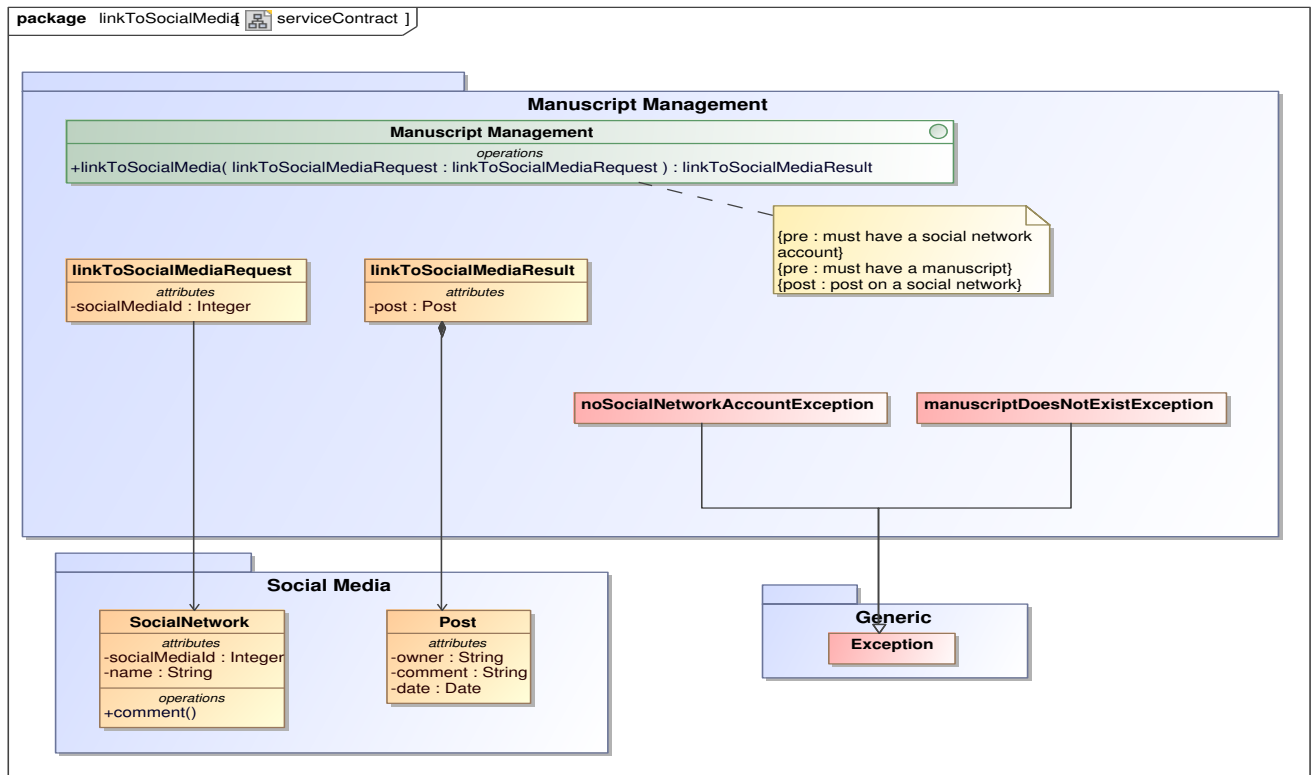 package linkToSocialMedia[ serviceContract ]
Manuscript Management
Manuscript Management
operations
+linkToSocialMedia( linkToSocialMediaRequest : linkToSocialMediaRequest ) : linkToSocialMediaResult
{pre : must have a social network
account}
{pre : must have a manuscript}
{post : post on a social network}
linkToSocialMediaRequest
attributes
-socialMediaId : Integer
linkToSocialMediaResult
attributes
-post : Post
noSocialNetworkAccountException
manuscriptDoesNotExistException
Social Media
SocialNetwork
attributes
-socialMediaId : Integer
-name : String
operations
+comment()
Post
attributes
-owner : String
-comment : String
-date : Date
Generic
Exception